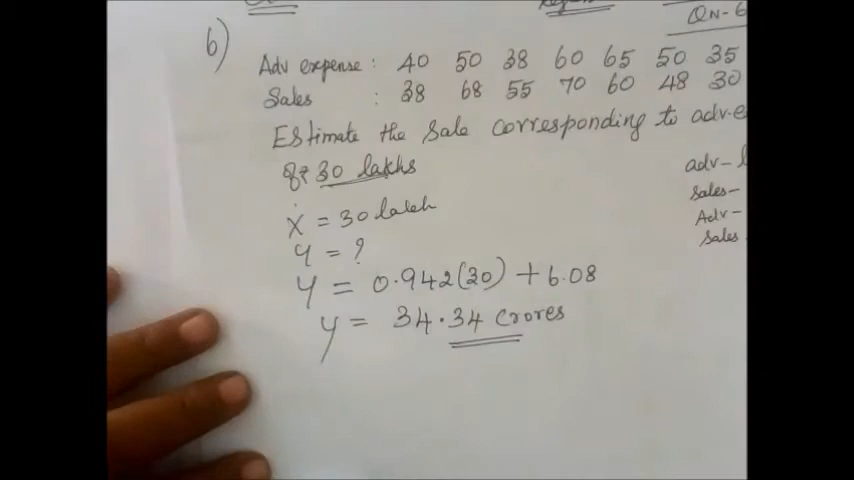 QN-6
6)
Adv expense : 40 50 38 60 65 50 35
Sales : 38 68 55 70 60 48 30
Estimate the Sale corresponding to adv.e
of ₹ 30 lakhs
X = 30 lakh
Y = ?
Y = 0.942(30) + 6.08
y = 34.34 Crores
adv-
Sales-
Adv-
Sales